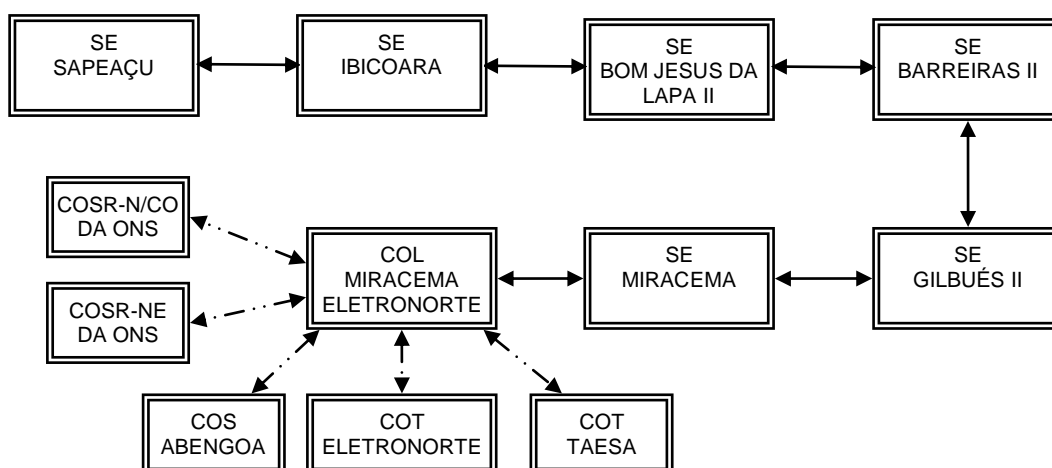 SE
SAPEAÇU
SE
IBICOARA
SE
BOM JESUS DA
LAPA II
SE
BARREIRAS II
COSR-N/CO
DA ONS
COL
MIRACEMA
ELETRONORTE
SE
MIRACEMA
SE
GILBUÉS II
COSR-NE
DA ONS
COS
ABENGOA
COT
ELETRONORTE
COT
TAESA